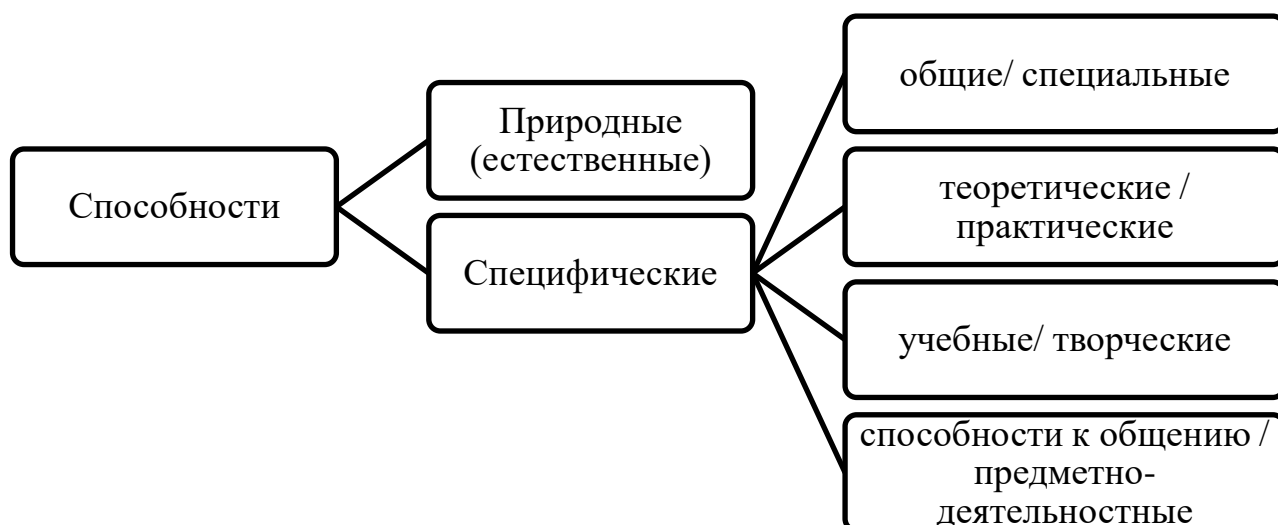 Способности
Природные
(естественные)
Специфические
общие/ специальные
теоретические /
практические
учебные/ творческие
способности к общению /
предметно-
деятельностные